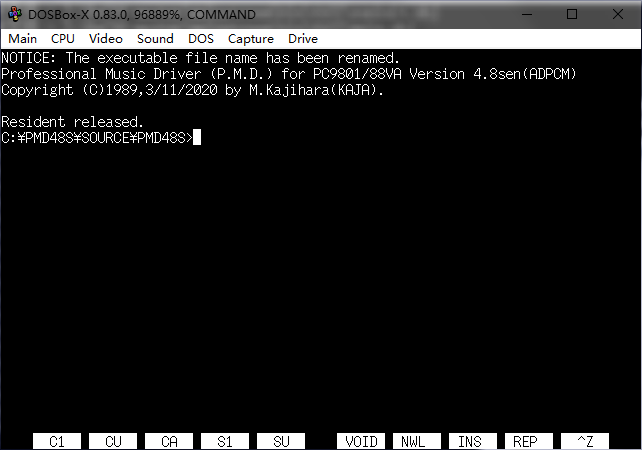 DOSBox-X 0.83.0, 96889%, COMMAND
Main CPU Video Sound DOS Capture Drive
NOTICE: The executable file name has been renamed.
Professional Music Driver (P.M.D.) for PC9801/88VA Version 4.8sen(ADPCM)
Copyright (C)1989,3/11/2020 by M.Kajihara(KAJA).
Resident released.
C:¥PMD48S¥SOURCE¥PMD48S>
C1 CU CA S1 SU VOID NWL INS REP ^Z